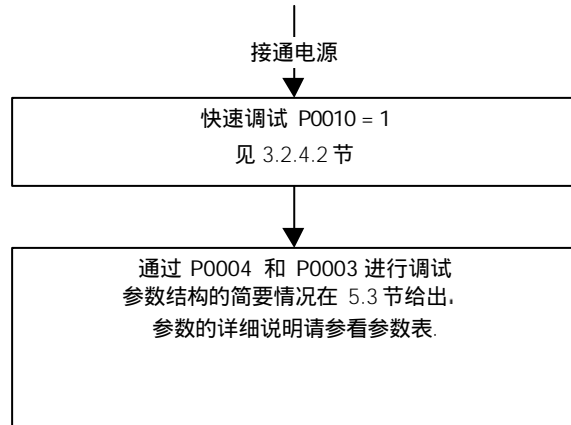 接通电源
快速调试 P0010 = 1
见 3.2.4.2 节
通过 P0004 和 P0003 进行调试
参数结构的简要情况在 5.3 节给出.
参数的详细说明请参看参数表.